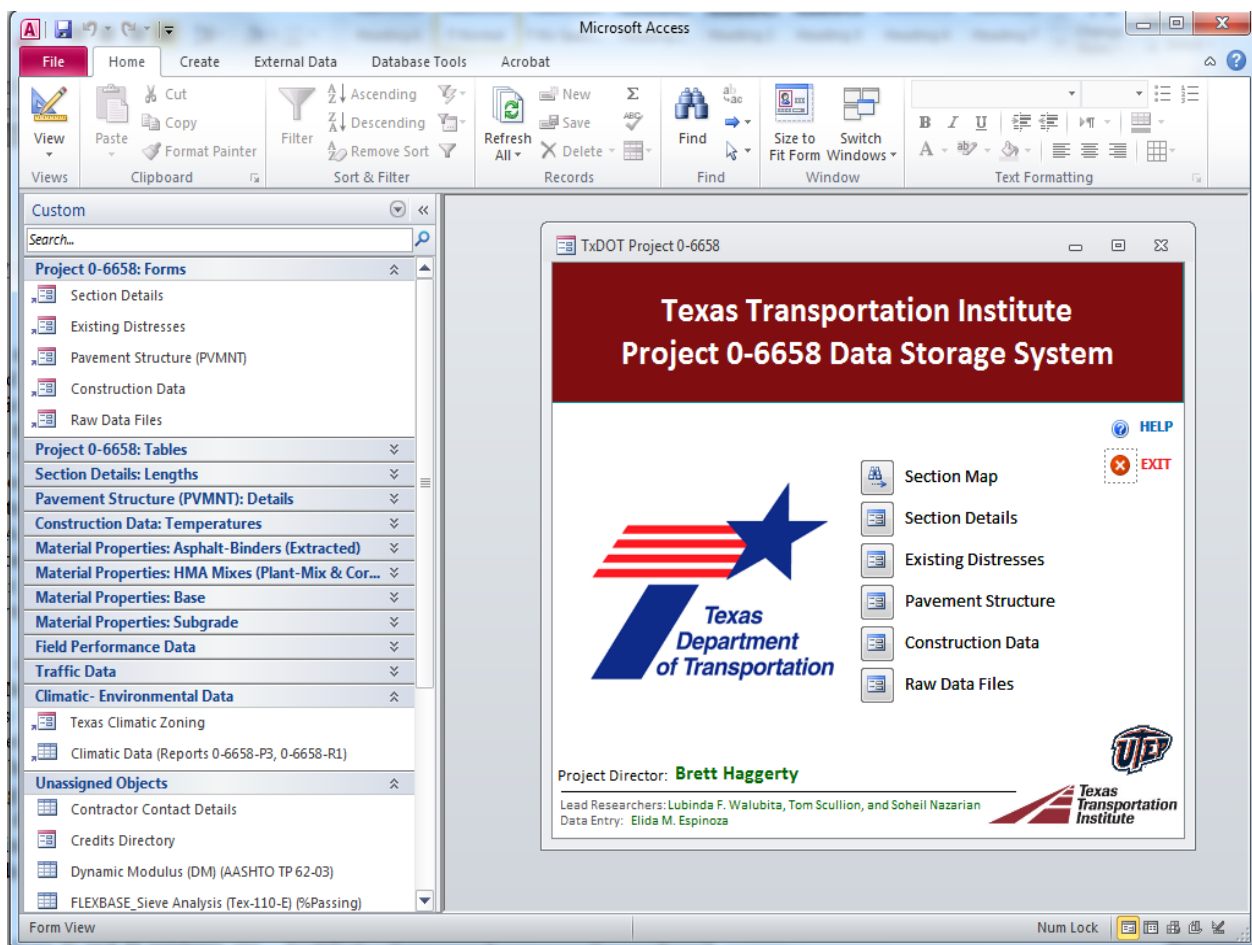 Microsoft Access
File Home Create External Data Database Tools Acrobat
View
Views
Paste
Cut
Copy
Format Painter
Clipboard
Filter
Ascending
Descending
Remove Sort
Sort & Filter
Refresh All
New
Save
Delete
Records
Find
Find
Size to Fit Form
Switch Windows
Window
B I U
A
Text Formatting
Custom
Search...
Project 0-6658: Forms
Section Details
Existing Distresses
Pavement Structure (PVMNT)
Construction Data
Raw Data Files
Project 0-6658: Tables
Section Details: Lengths
Pavement Structure (PVMNT): Details
Construction Data: Temperatures
Material Properties: Asphalt-Binders (Extracted)
Material Properties: HMA Mixes (Plant-Mix & Cor...
Material Properties: Base
Material Properties: Subgrade
Field Performance Data
Traffic Data
Climatic- Environmental Data
Texas Climatic Zoning
Climatic Data (Reports 0-6658-P3, 0-6658-R1)
Unassigned Objects
Contractor Contact Details
Credits Directory
Dynamic Modulus (DM) (AASHTO TP 62-03)
FLEXBASE_Sieve Analysis (Tex-110-E) (%Passing)
TxDOT Project 0-6658
Texas Transportation Institute
Project 0-6658 Data Storage System
HELP
EXIT
Section Map
Section Details
Existing Distresses
Pavement Structure
Construction Data
Raw Data Files
Texas
Department
of Transportation
UTEP
Project Director: Brett Haggerty
Texas
Transportation
Institute
Lead Researchers: Lubinda F. Walubita, Tom Scullion, and Soheil Nazarian
Data Entry: Elida M. Espinoza
Form View
Num Lock